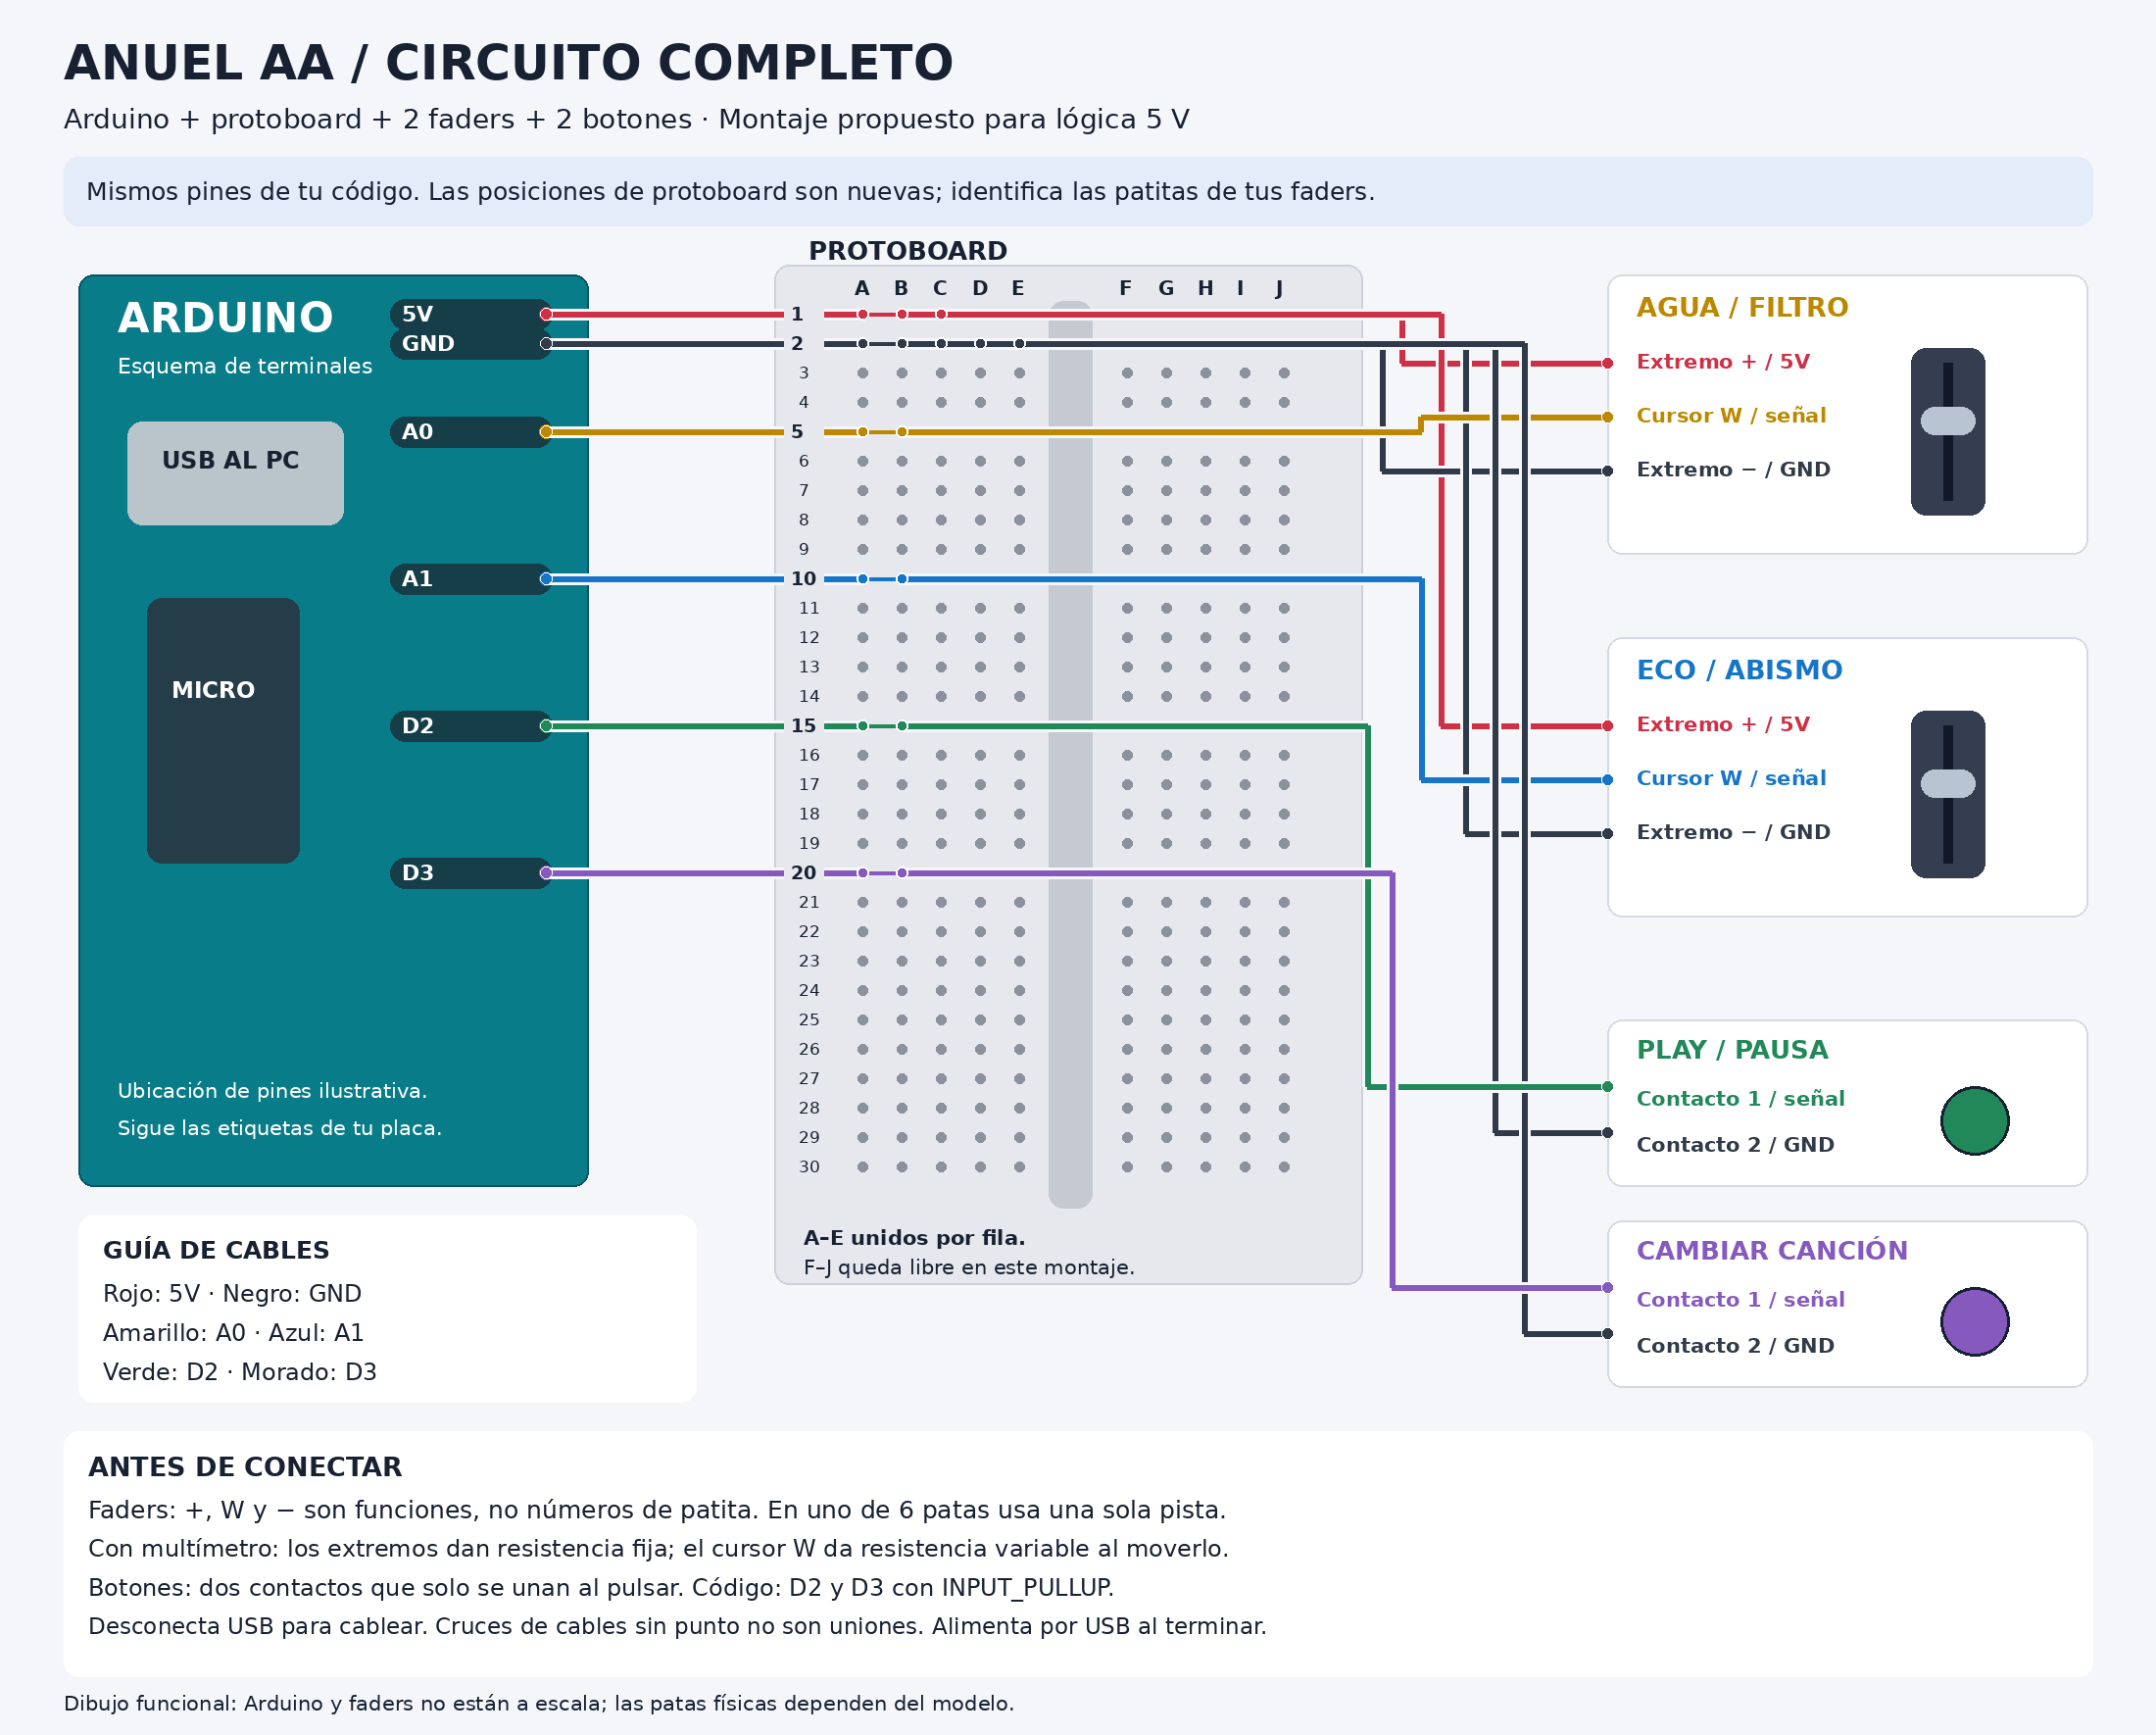 ANUEL AA / CIRCUITO COMPLETO
Arduino + protoboard + 2 faders + 2 botones · Montaje propuesto para lógica 5 V
Mismos pines de tu código. Las posiciones de protoboard son nuevas; identifica las patitas de tus faders.
ARDUINO
Esquema de terminales
USB AL PC
MICRO
5V
GND
A0
A1
D2
D3
Ubicación de pines ilustrativa.
Sigue las etiquetas de tu placa.
PROTOBOARD
A B C D E F G H I J
1
2
3
4
5
6
7
8
9
10
11
12
13
14
15
16
17
18
19
20
21
22
23
24
25
26
27
28
29
30
A–E unidos por fila.
F–J queda libre en este montaje.
AGUA / FILTRO
Extremo + / 5V
Cursor W / señal
Extremo − / GND
ECO / ABISMO
Extremo + / 5V
Cursor W / señal
Extremo − / GND
PLAY / PAUSA
Contacto 1 / señal
Contacto 2 / GND
CAMBIAR CANCIÓN
Contacto 1 / señal
Contacto 2 / GND
GUÍA DE CABLES
Rojo: 5V · Negro: GND
Amarillo: A0 · Azul: A1
Verde: D2 · Morado: D3
ANTES DE CONECTAR
Faders: +, W y − son funciones, no números de patita. En uno de 6 patas usa una sola pista.
Con multímetro: los extremos dan resistencia fija; el cursor W da resistencia variable al moverlo.
Botones: dos contactos que solo se unan al pulsar. Código: D2 y D3 con INPUT_PULLUP.
Desconecta USB para cablear. Cruces de cables sin punto no son uniones. Alimenta por USB al terminar.
Dibujo funcional: Arduino y faders no están a escala; las patas físicas dependen del modelo.